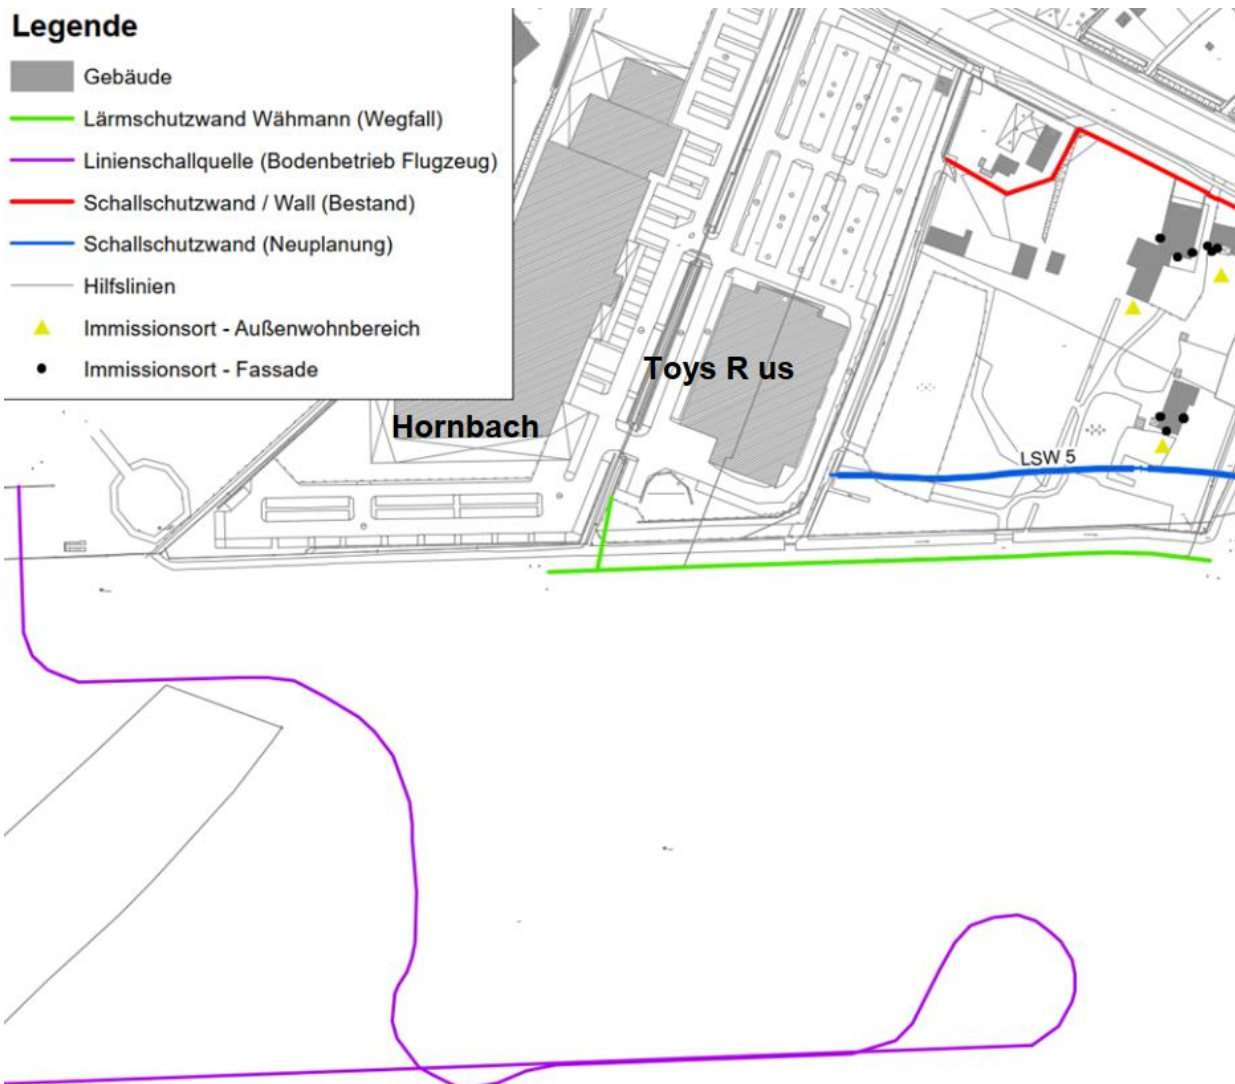 Legende
Gebäude
Lärmschutzwand Wähmann (Wegfall)
Linienschallquelle (Bodenbetrieb Flugzeug)
Schallschutzwand / Wall (Bestand)
Schallschutzwand (Neuplanung)
Hilfslinien
Immissionsort - Außenwohnbereich
Immissionsort - Fassade
Toys R us
Hornbach
LSW 5